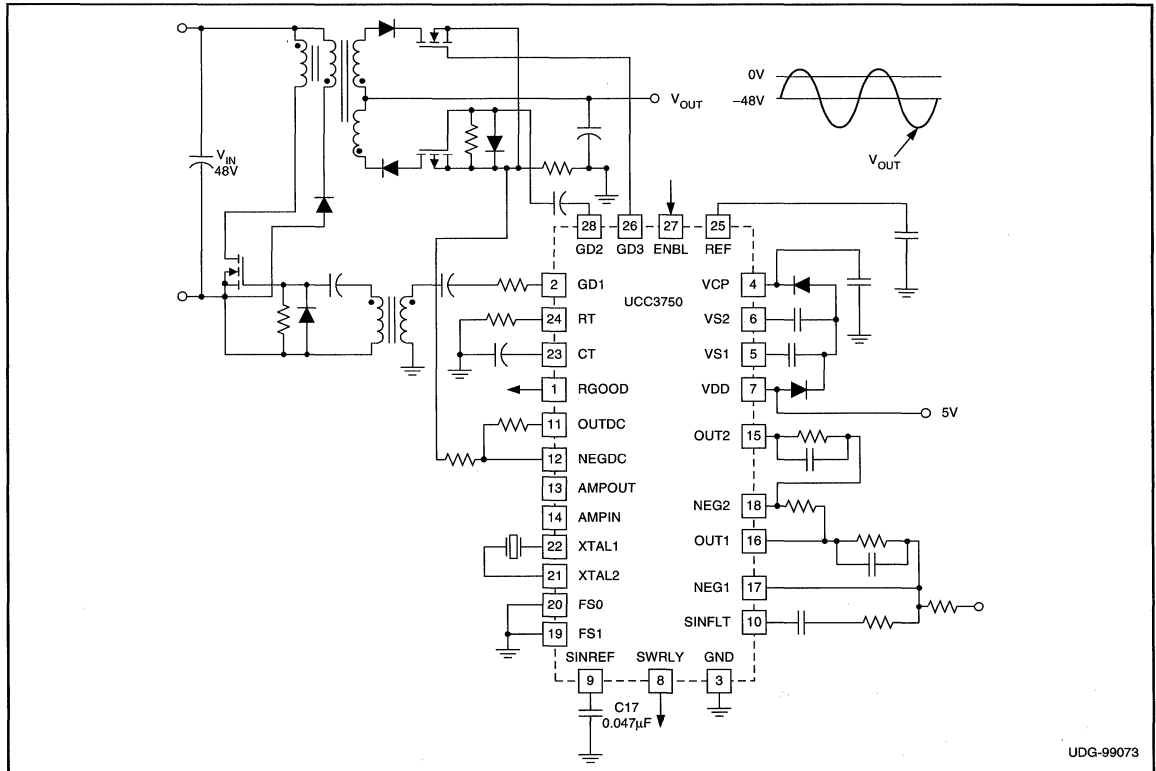 0V
−48V
VOUT
VOUT
VIN
48V
28
26
27
25
GD2
GD3
ENBL
REF
UCC3750
2
GD1
24
RT
23
CT
1
RGOOD
11
OUTDC
12
NEGDC
13
AMPOUT
14
AMPIN
22
XTAL1
21
XTAL2
20
FS0
19
FS1
VCP
4
VS2
6
VS1
5
VDD
7
5V
OUT2
15
NEG2
18
OUT1
16
NEG1
17
SINFLT
10
SINREF
SWRLY
GND
9
8
3
C17
0.047µF
UDG-99073